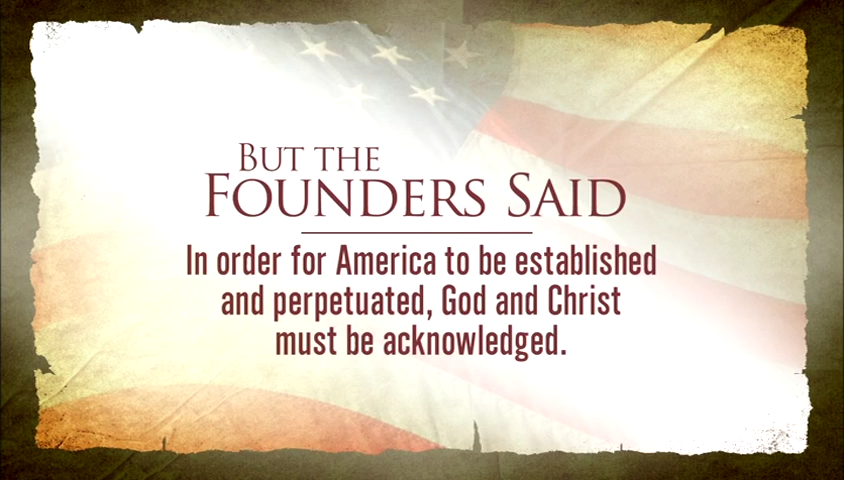 But the
Founders Said
In order for America to be established
and perpetuated, God and Christ
must be acknowledged.